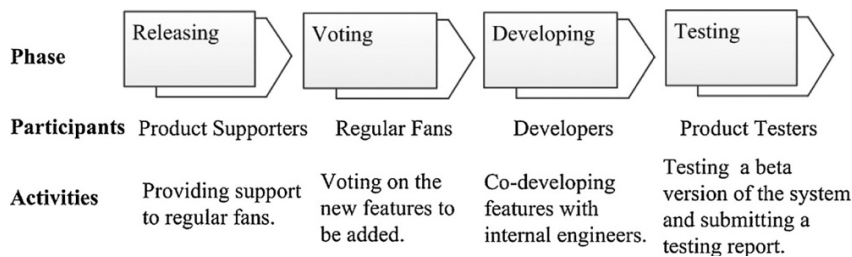 Phase Releasing Voting Developing Testing
Participants Product Supporters Regular Fans Developers Product Testers
Activities
Providing support
to regular fans.
Voting on the
new features to
be added.
Co-developing
features with
internal engineers.
Testing a beta
version of the system
and submitting a
testing report.